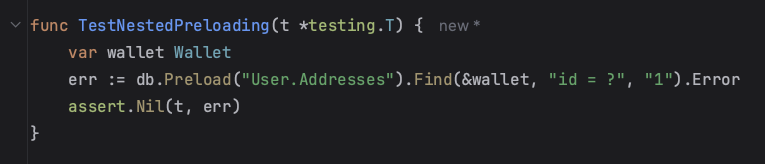 func TestNestedPreloading(t *testing.T) { new *
    var wallet Wallet
    err := db.Preload("User.Addresses").Find(&wallet, "id = ?", "1").Error
    assert.Nil(t, err)
}